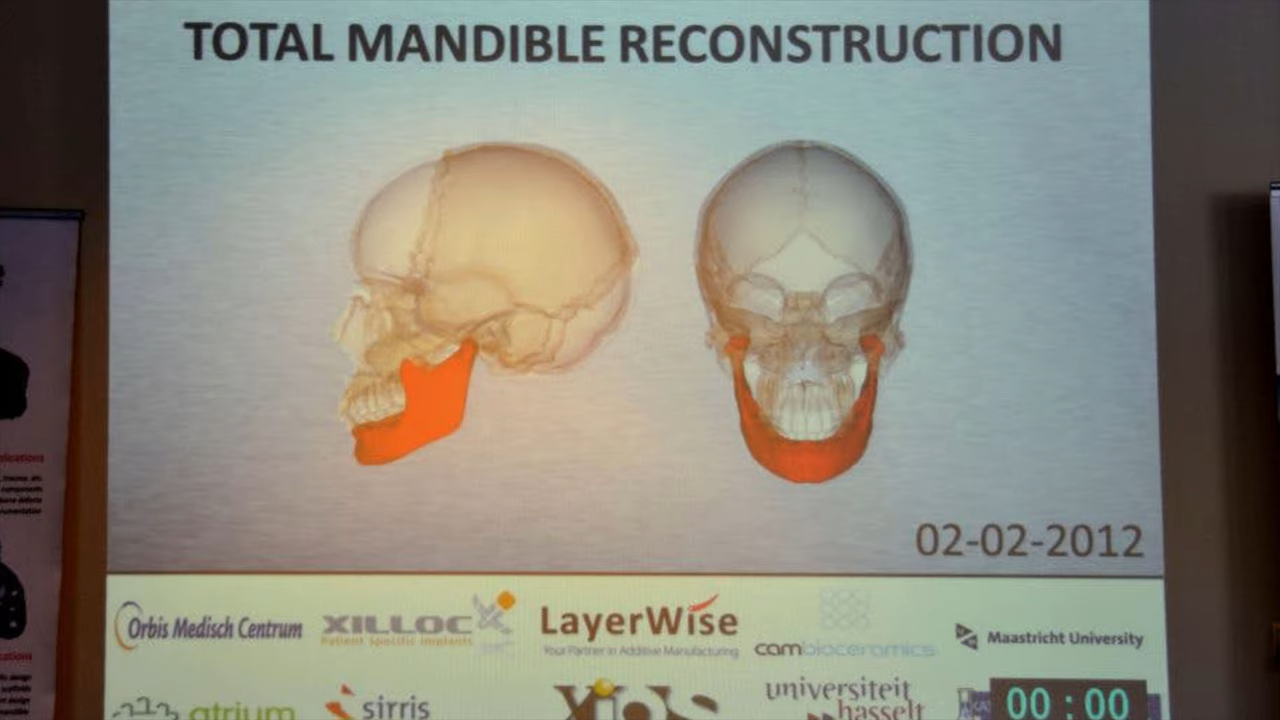 TOTAL MANDIBLE RECONSTRUCTION
02-02-2012
Orbis Medisch Centrum
XILLOC
Patient Specific Implants
LayerWise
Your Partner in Additive Manufacturing
cambioceramics
Maastricht University
atrium
sirris
xios
universiteit
hasselt
00:00